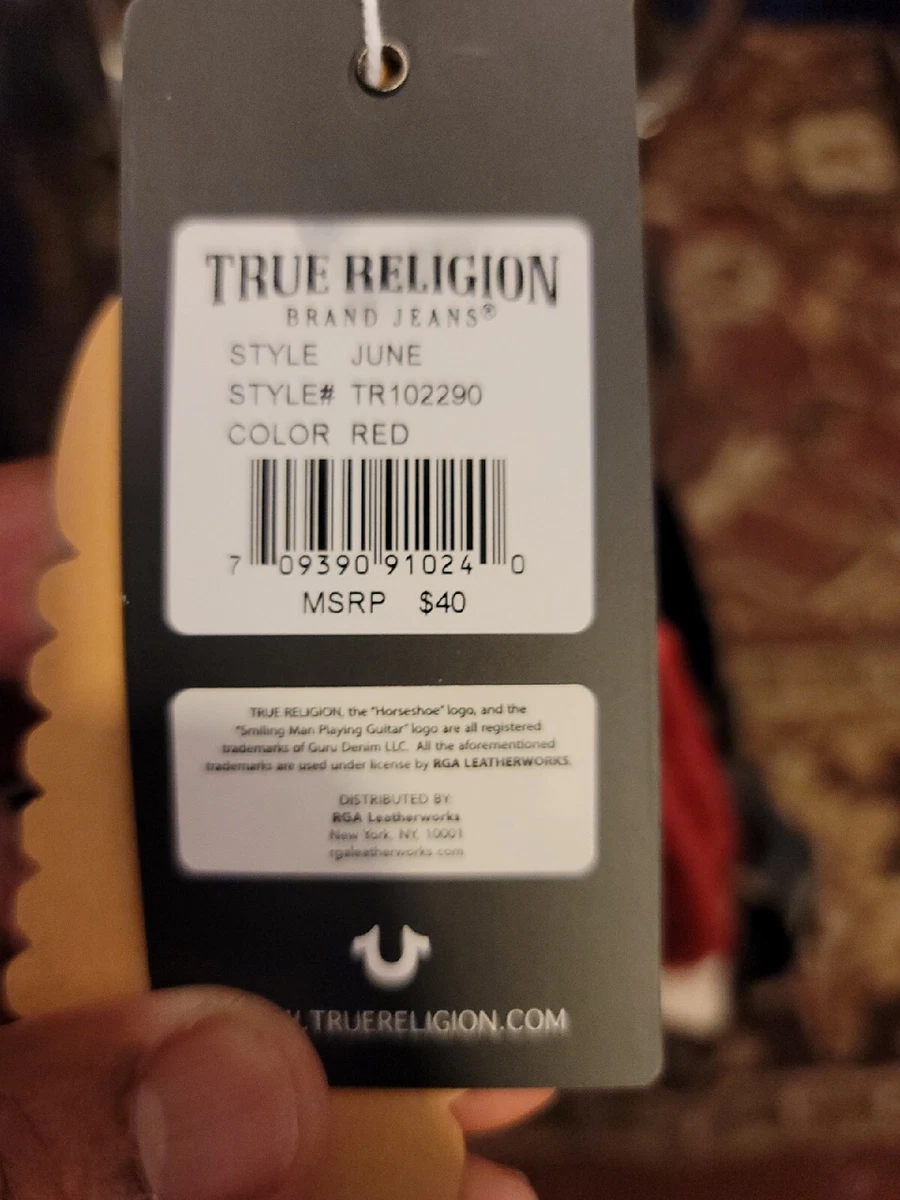 TRUE RELIGION
BRAND JEANS®
STYLE JUNE
STYLE# TR102290
COLOR RED
7 09390 91024 0
MSRP $40
TRUE RELIGION, the "Horseshoe" logo, and the
"Smiling Man Playing Guitar" logo are all registered
trademarks of Guru Denim LLC. All the aforementioned
trademarks are used under license by RGA LEATHERWORKS.
DISTRIBUTED BY:
RGA Leatherworks
New York, NY, 10001
rgaleatherworks.com
.TRUERELIGION.COM